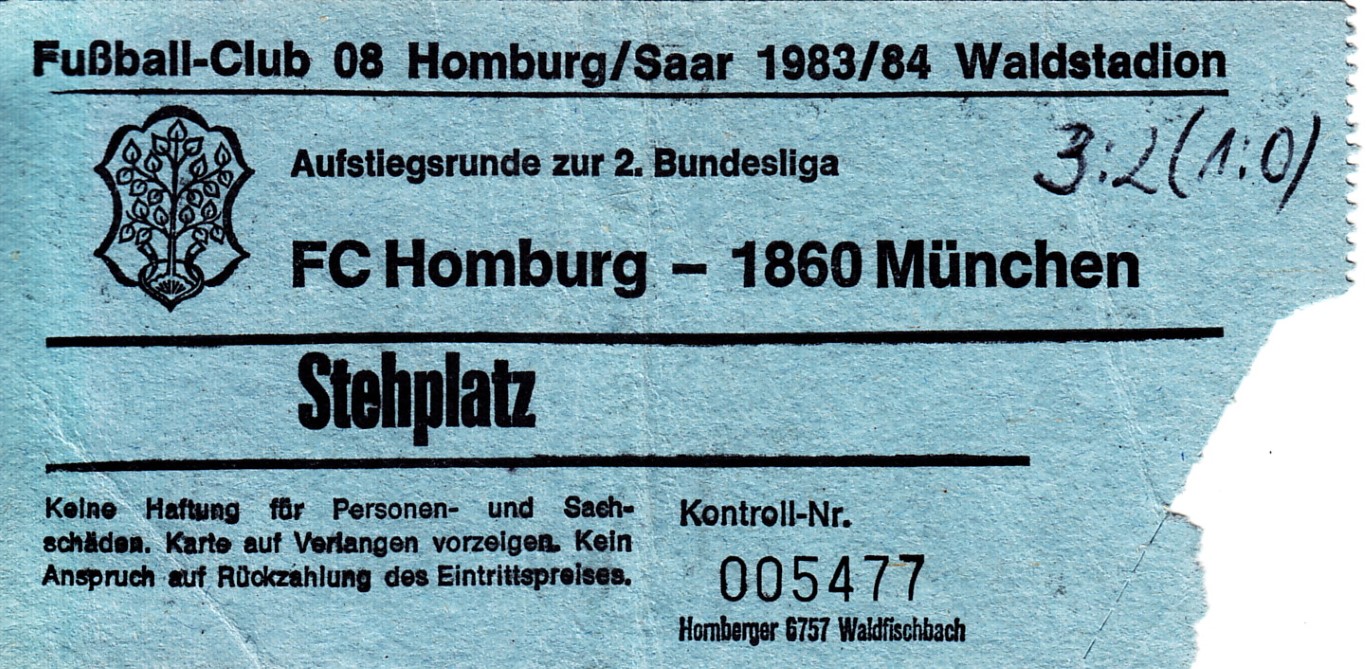 Fußball-Club 08 Homburg/Saar 1983/84 Waldstadion
3:2 (1:0)
Aufstiegsrunde zur 2. Bundesliga
FC Homburg – 1860 München
Stehplatz
Keine Haftung für Personen- und Sach-
schäden. Karte auf Verlangen vorzeigen. Kein
Anspruch auf Rückzahlung des Eintrittspreises.
Kontroll-Nr.
005477
Hornberger 6757 Waldfischbach